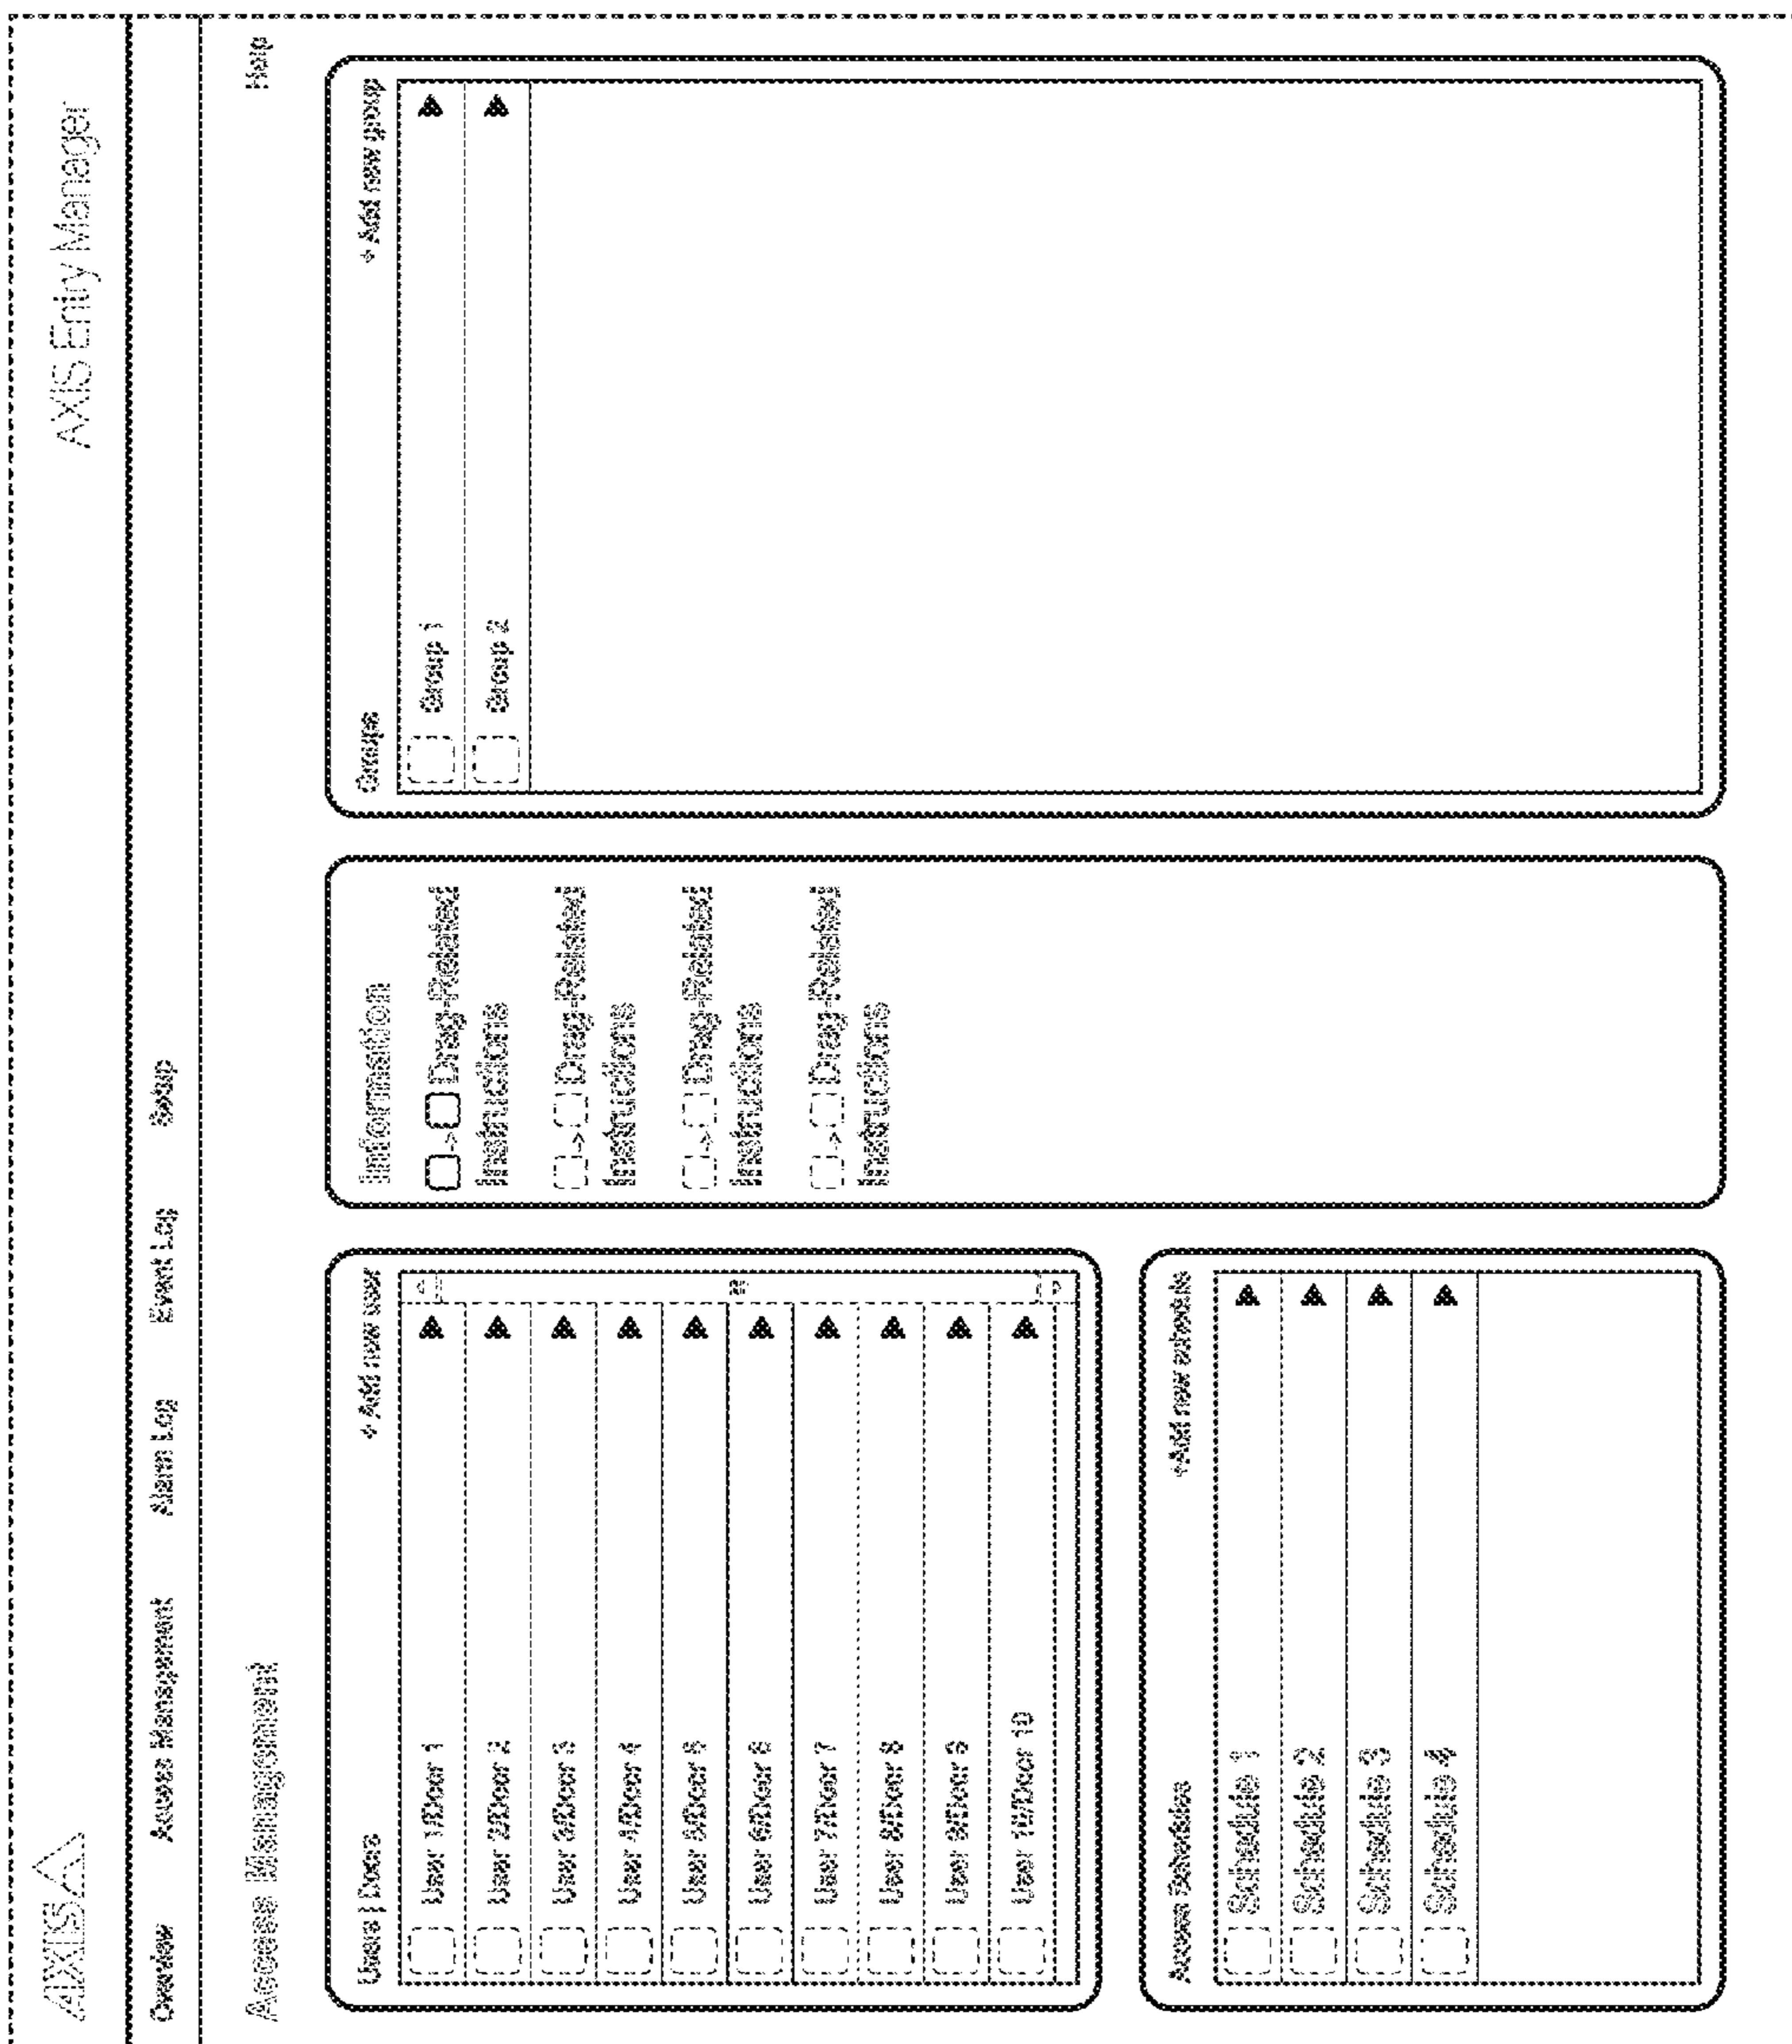 AXIS
AXIS Entry Manager
Overview
Access Management
Alarm Log
Event Log
Setup
Access Management
Help
Users | Doors
+ Add new user
User 1/Door 1
User 2/Door 2
User 3/Door 3
User 4/Door 4
User 5/Door 5
User 6/Door 6
User 7/Door 7
User 8/Door 8
User 9/Door 9
User 10/Door 10
Access Schedules
+Add new schedule
Schedule 1
Schedule 2
Schedule 3
Schedule 4
Information
-> Drag-Related
Instructions
-> Drag-Related
Instructions
-> Drag-Related
Instructions
-> Drag-Related
Instructions
Groups
+ Add new group
Group 1
Group 2